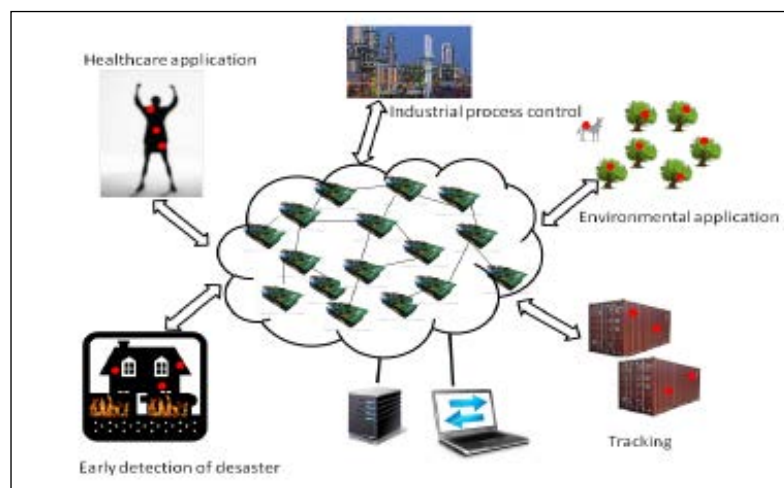 Healthcare application
Industrial process control
Environmental application
Tracking
Early detection of desaster